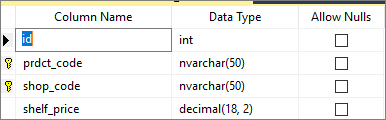 Column Name Data Type Allow Nulls
id int
prdct_code nvarchar(50)
shop_code nvarchar(50)
shelf_price decimal(18, 2)